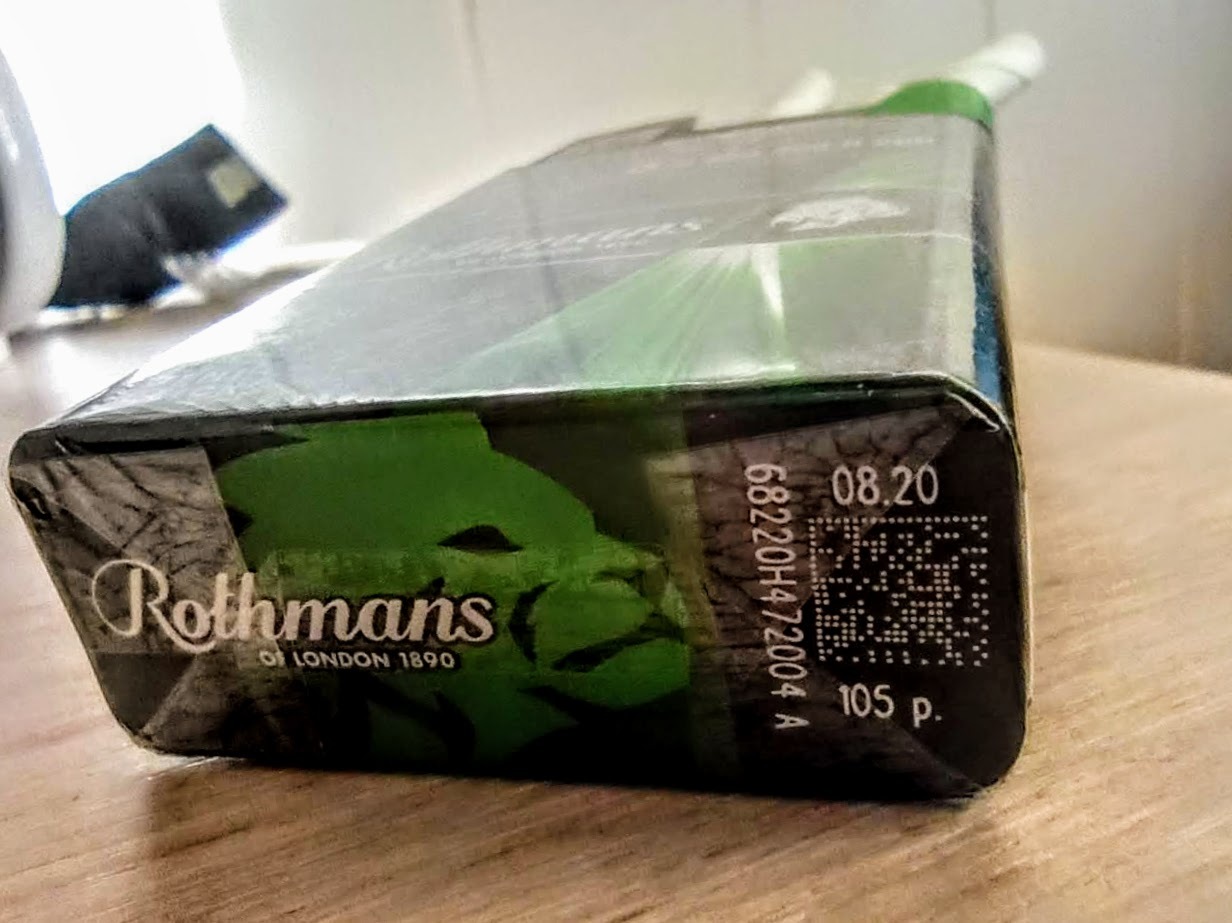 Rothmans
OF LONDON 1890
68220H472004 A
08.20
105 р.